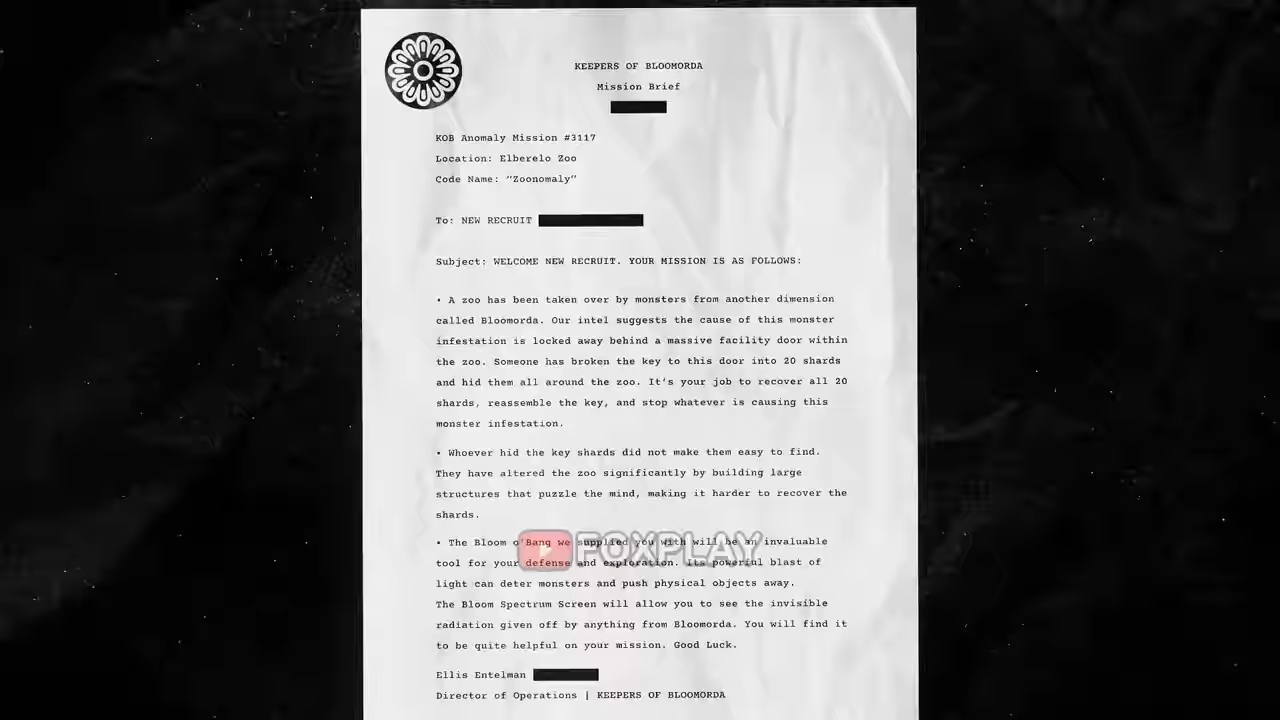 KEEPERS OF BLOOMORDA
Mission Brief
KOB Anomaly Mission #3117
Location: Elberelo Zoo
Code Name: "Zoonomaly"
To: NEW RECRUIT
Subject: WELCOME NEW RECRUIT. YOUR MISSION IS AS FOLLOWS:
• A zoo has been taken over by monsters from another dimension
called Bloomorda. Our intel suggests the cause of this monster
infestation is locked away behind a massive facility door within
the zoo. Someone has broken the key to this door into 20 shards
and hid them all around the zoo. It's your job to recover all 20
shards, reassemble the key, and stop whatever is causing this
monster infestation.
• Whoever hid the key shards did not make them easy to find.
They have altered the zoo significantly by building large
structures that puzzle the mind, making it harder to recover the
shards.
• The Bloom o'Bang we supplied you with will be an invaluable
tool for your defense and exploration. Its powerful blast of
light can deter monsters and push physical objects away.
The Bloom Spectrum Screen will allow you to see the invisible
radiation given off by anything from Bloomorda. You will find it
to be quite helpful on your mission. Good Luck.
Ellis Entelman
Director of Operations | KEEPERS OF BLOOMORDA
FOXPLAY